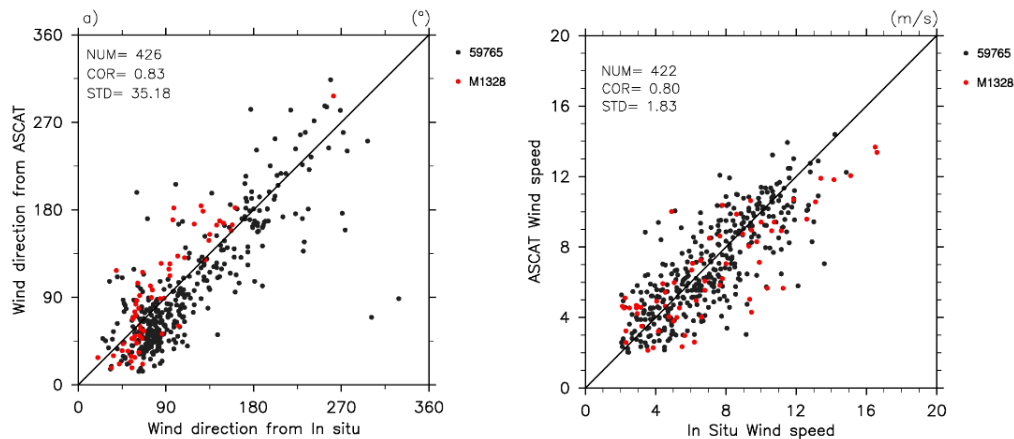 a)
(°)
360
270
180
90
0
NUM= 426
COR= 0.83
STD= 35.18
59765
M1328
Wind direction from ASCAT
0 90 180 270 360
Wind direction from In situ
(m/s)
20
16
12
8
4
0
NUM= 422
COR= 0.80
STD= 1.83
59765
M1328
ASCAT Wind speed
0 4 8 12 16 20
In Situ Wind speed